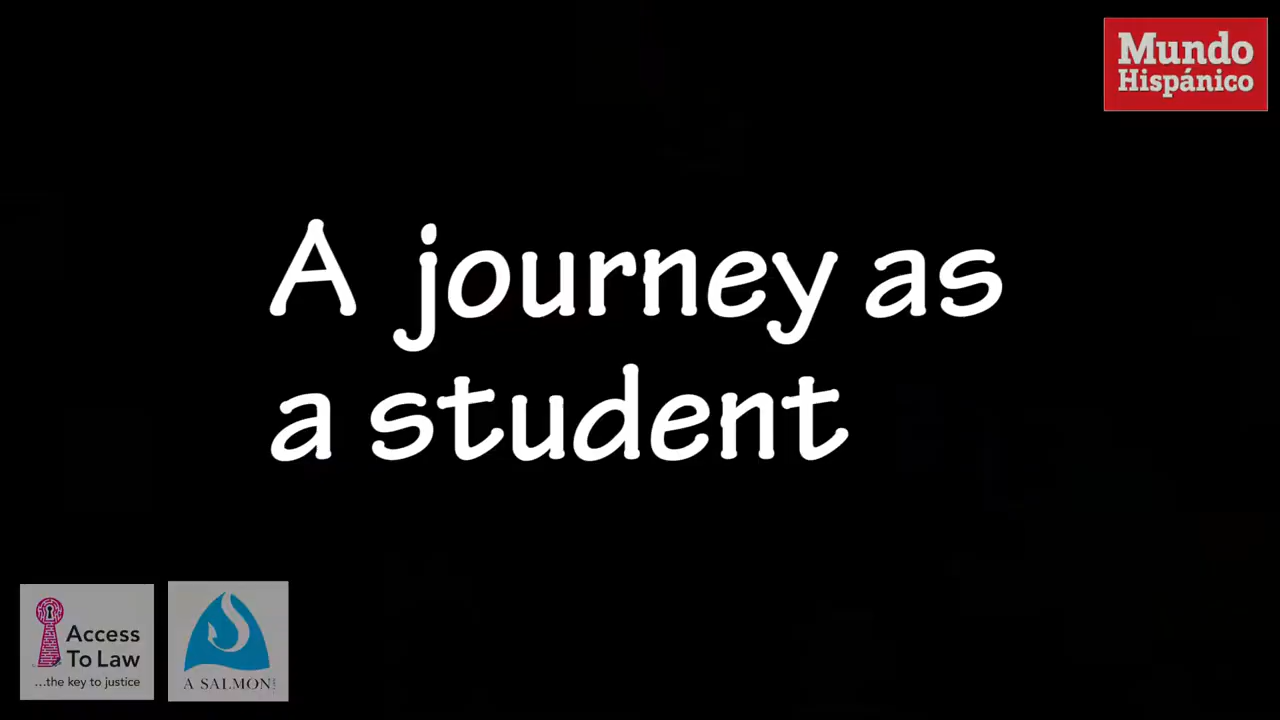 Mundo
Hispánico
A journey as
a student
Access
To Law
...the key to justice
A SALMON